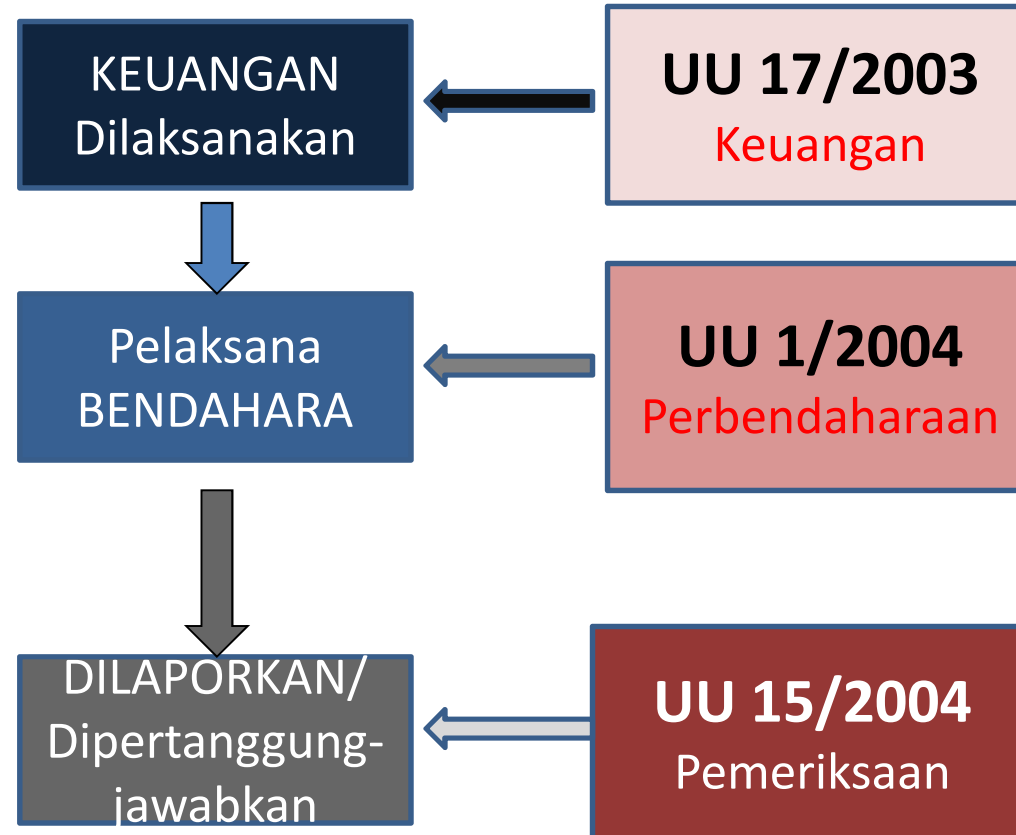 KEUANGAN
Dilaksanakan
UU 17/2003
Keuangan
Pelaksana
BENDAHARA
UU 1/2004
Perbendaharaan
DILAPORKAN/
Dipertanggung-
jawabkan
UU 15/2004
Pemeriksaan